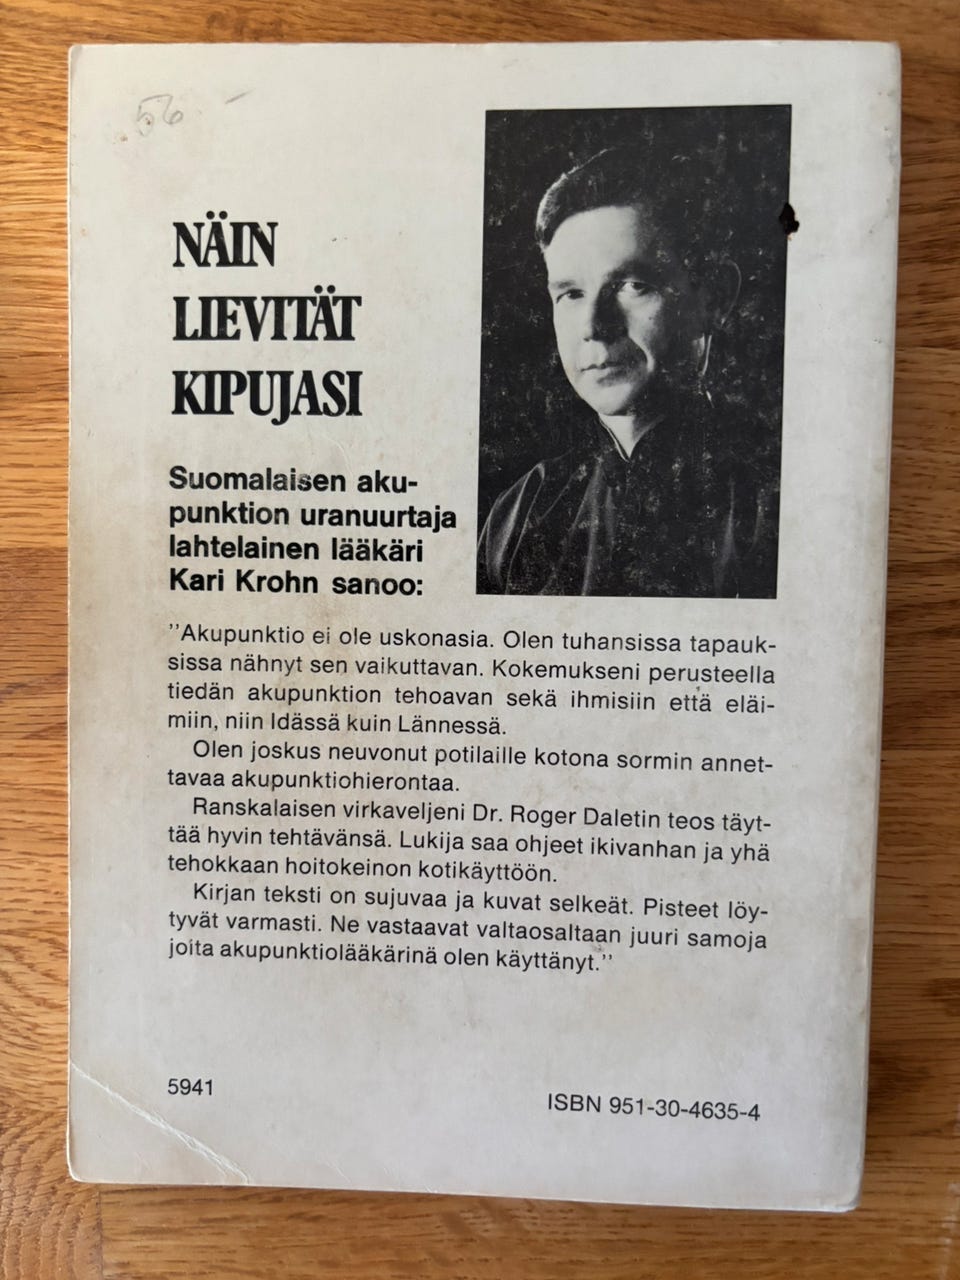 56 –
NÄIN
LIEVITÄT
KIPUJASI
Suomalaisen aku-
punktion uranuurtaja
lahtelainen lääkäri
Kari Krohn sanoo:
"Akupunktio ei ole uskonasia. Olen tuhansissa tapauk-
sissa nähnyt sen vaikuttavan. Kokemukseni perusteella
tiedän akupunktion tehoavan sekä ihmisiin että eläi-
miin, niin Idässä kuin Lännessä.
Olen joskus neuvonut potilaille kotona sormin annet-
tavaa akupunktiohierontaa.
Ranskalaisen virkaveljeni Dr. Roger Daletin teos täyt-
tää hyvin tehtävänsä. Lukija saa ohjeet ikivanhan ja yhä
tehokkaan hoitokeinon kotikäyttöön.
Kirjan teksti on sujuvaa ja kuvat selkeät. Pisteet löy-
tyvät varmasti. Ne vastaavat valtaosaltaan juuri samoja
joita akupunktiolääkärinä olen käyttänyt."
5941
ISBN 951-30-4635-4